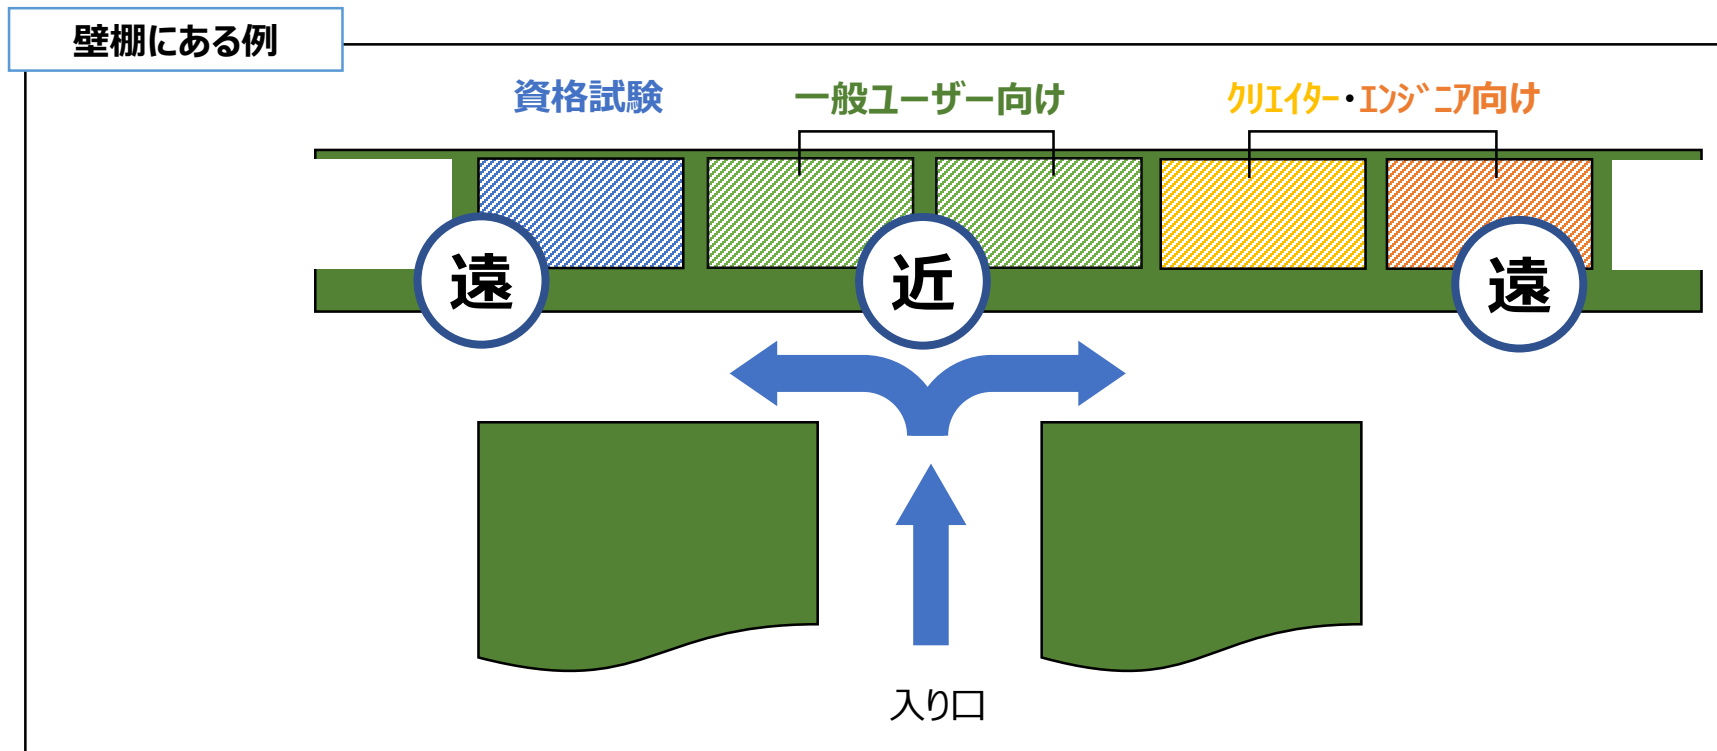 壁棚にある例
資格試験
一般ユーザー向け
ｸﾘｴｲﾀｰ・ｴﾝｼﾞﾆｱ向け
遠
近
遠
入り口